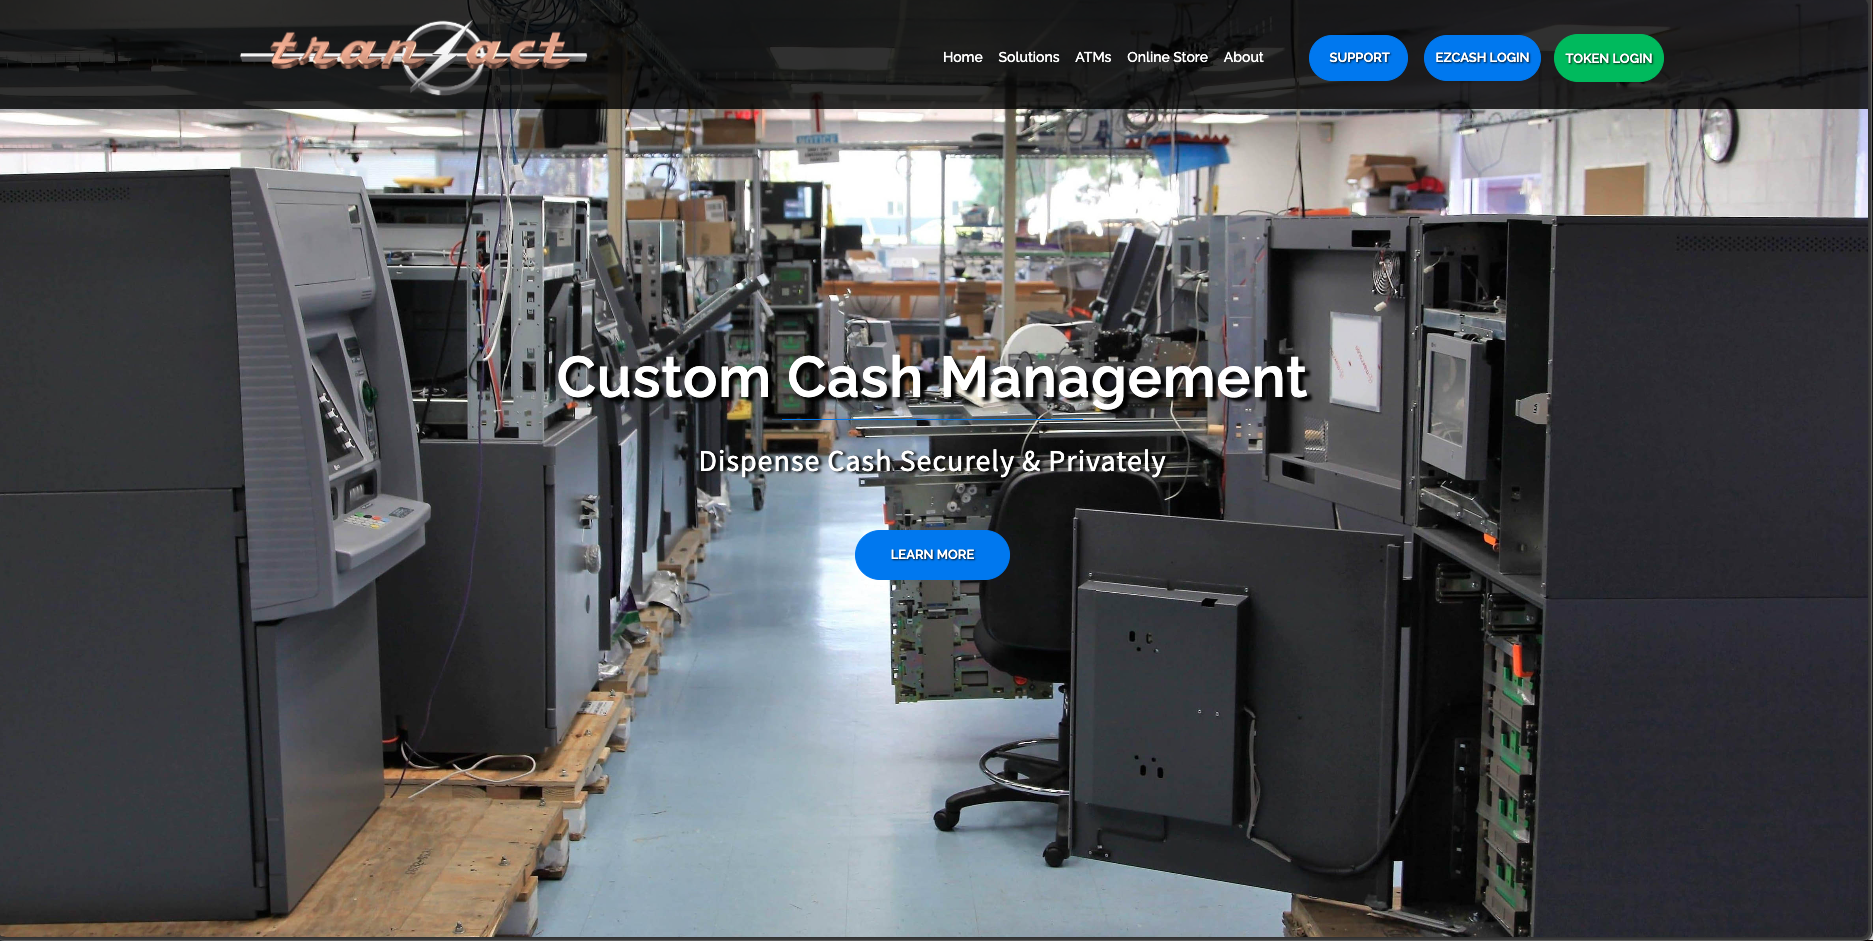 tranzact
Home Solutions ATMs Online Store About SUPPORT EZCASH LOGIN TOKEN LOGIN
NOTICE
Custom Cash Management
Dispense Cash Securely & Privately
LEARN MORE